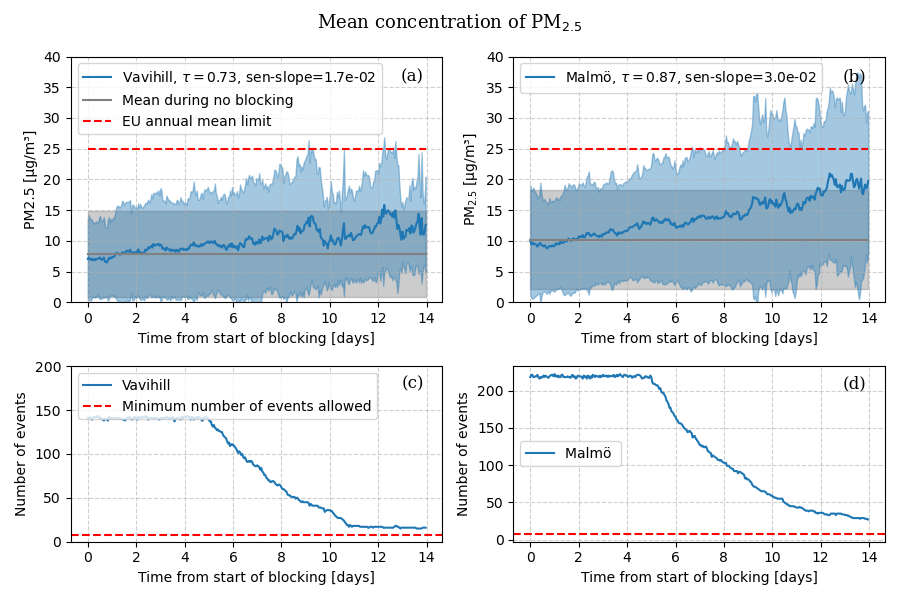 Mean concentration of PM2.5
40
35
30
25
20
15
10
5
0
PM2.5 [µg/m³]
Vavihill, τ = 0.73, sen-slope=1.7e-02
Mean during no blocking
EU annual mean limit
(a)
0 2 4 6 8 10 12 14
Time from start of blocking [days]
40
35
30
25
20
15
10
5
0
PM2.5 [µg/m³]
Malmö, τ = 0.87, sen-slope=3.0e-02
(b)
0 2 4 6 8 10 12 14
Time from start of blocking [days]
200
150
100
50
0
Number of events
Vavihill
Minimum number of events allowed
(c)
0 2 4 6 8 10 12 14
Time from start of blocking [days]
200
150
100
50
0
Number of events
Malmö
(d)
0 2 4 6 8 10 12 14
Time from start of blocking [days]